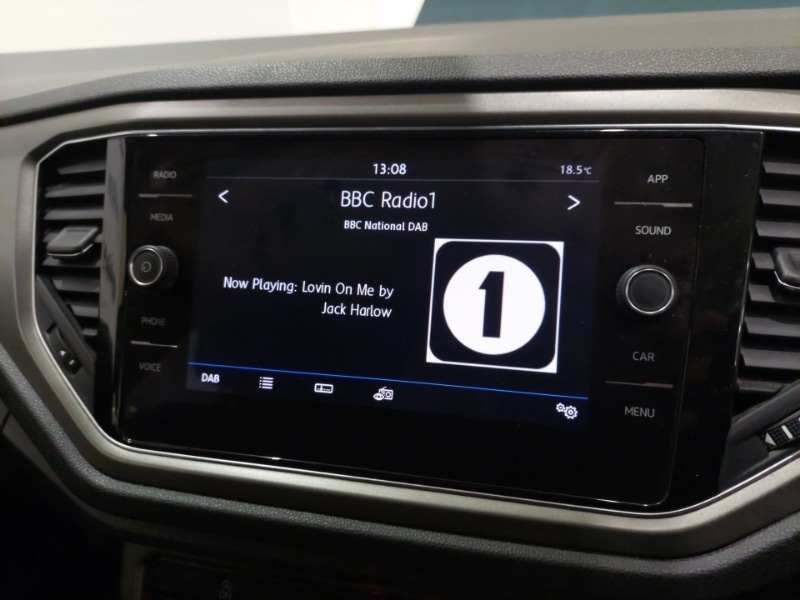 13:08
18.5°C
RADIO
MEDIA
PHONE
VOICE
<
BBC Radio1
>
BBC National DAB
Now Playing: Lovin On Me by
Jack Harlow
1
DAB
APP
SOUND
CAR
MENU